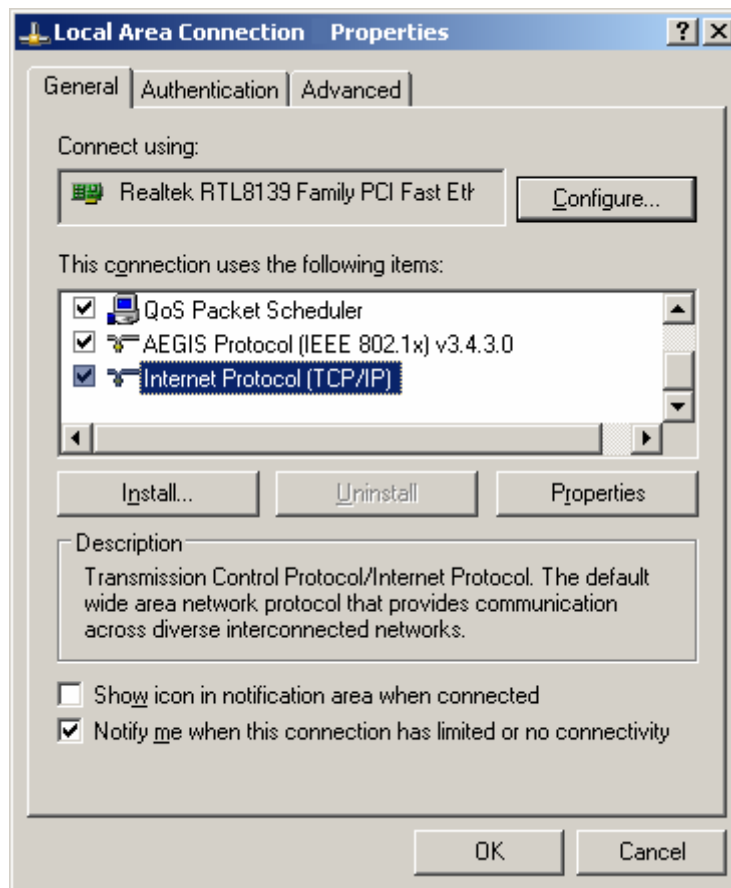 Local Area Connection Properties
General Authentication Advanced
Connect using:
Realtek RTL8139 Family PCI Fast Eth
Configure...
This connection uses the following items:
QoS Packet Scheduler
AEGIS Protocol (IEEE 802.1x) v3.4.3.0
Internet Protocol (TCP/IP)
Install... Uninstall Properties
Description
Transmission Control Protocol/Internet Protocol. The default
wide area network protocol that provides communication
across diverse interconnected networks.
Show icon in notification area when connected
Notify me when this connection has limited or no connectivity
OK Cancel